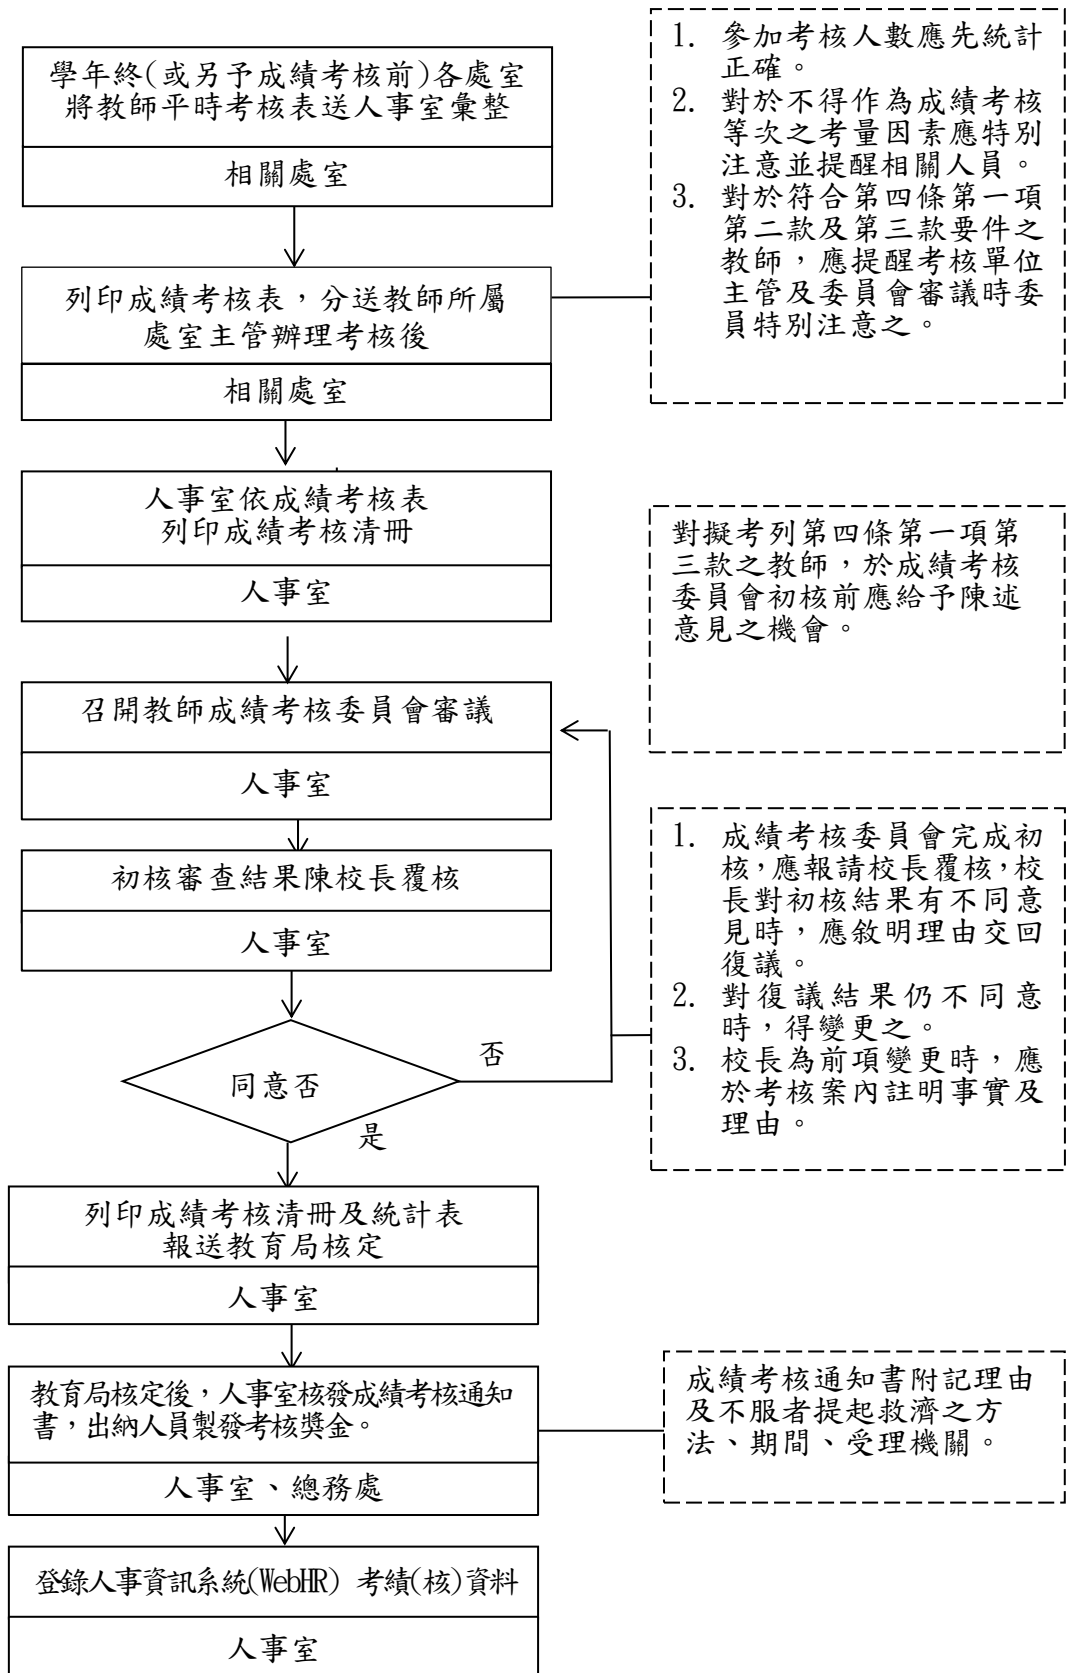 學年終(或另予成績考核前)各處室
將教師平時考核表送人事室彙整
相關處室
1. 參加考核人數應先統計
正確。
2. 對於不得作為成績考核
等次之考量因素應特別
注意並提醒相關人員。
3. 對於符合第四條第一項
第二款及第三款要件之
教師，應提醒考核單位
主管及委員會審議時委
員特別注意之。
列印成績考核表，分送教師所屬
處室主管辦理考核後
相關處室
人事室依成績考核表
列印成績考核清冊
人事室
對擬考列第四條第一項第
三款之教師，於成績考核
委員會初核前應給予陳述
意見之機會。
召開教師成績考核委員會審議
人事室
初核審查結果陳校長覆核
人事室
1. 成績考核委員會完成初
核，應報請校長覆核，校
長對初核結果有不同意
見時，應敘明理由交回
復議。
2. 對復議結果仍不同意
時，得變更之。
3. 校長為前項變更時，應
於考核案內註明事實及
理由。
同意否
否
是
列印成績考核清冊及統計表
報送教育局核定
人事室
教育局核定後，人事室核發成績考核通知
書，出納人員製發考核獎金。
人事室、總務處
成績考核通知書附記理由
及不服者提起救濟之方
法、期間、受理機關。
登錄人事資訊系統(WebHR) 考績(核)資料
人事室